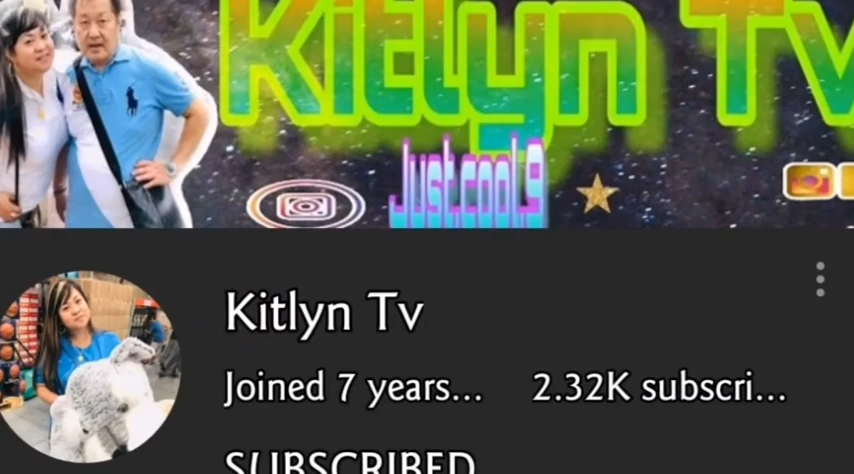 Kitlyn Tv
Just.cool.9
Kitlyn Tv
Joined 7 years... 2.32K subscri...
SUBSCRIBED